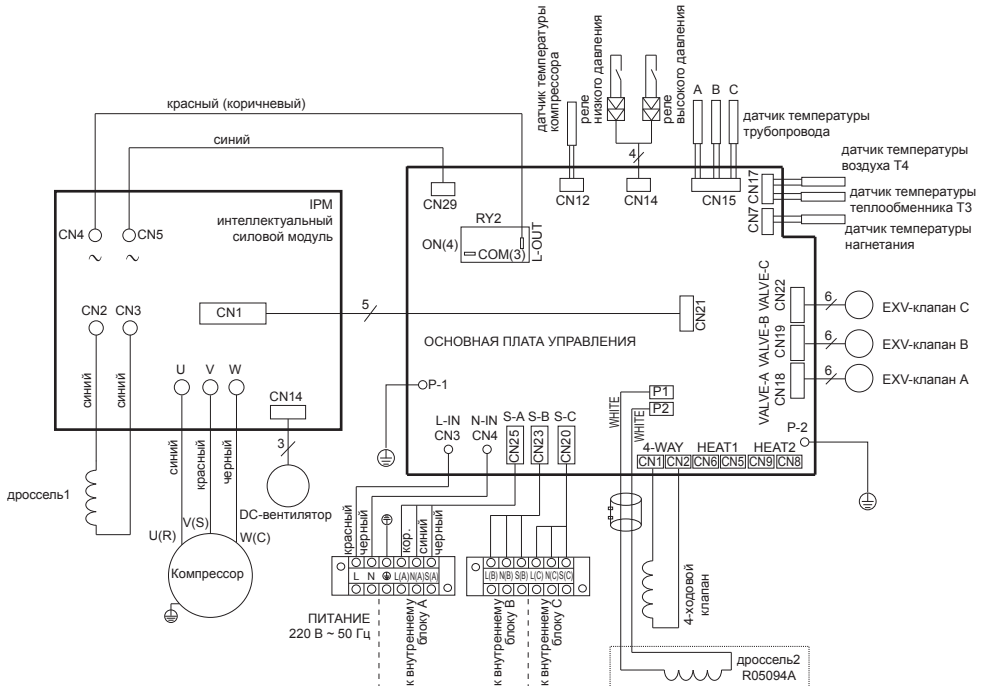 красный (коричневый)
синий
датчик температуры
компрессора
реле
низкого давления
реле
высокого давления
A B C
датчик температуры
трубопровода
датчик температуры
воздуха T4
датчик температуры
теплообменника T3
датчик температуры
нагнетания
4
CN29
CN12
CN14
CN15
CN17
CN7
IPM
интеллектуальный
силовой модуль
CN4
CN5
RY2
ON(4)
COM(3)
L-OUT
CN2 CN3
CN1
5
CN21
ОСНОВНАЯ ПЛАТА УПРАВЛЕНИЯ
VALVE-C
CN22
6
EXV-клапан C
VALVE-B
CN19
6
EXV-клапан B
VALVE-A
CN18
6
EXV-клапан A
синий
синий
U V W
CN14
3
DC-вентилятор
P-1
P-2
WHITE
WHITE
P1
P2
L-IN
CN3
N-IN
CN4
S-A
CN25
S-B
CN23
S-C
CN20
4-WAY HEAT1 HEAT2
CN1 CN2 CN6 CN5 CN9 CN8
дроссель1
синий
красный
черный
U(R)
V(S)
W(C)
Компрессор
красный
черный
кор.
синий
черный
L N L(A) N(A) S(A)
L(B) N(B) S(B) L(C) N(C) S(C)
ПИТАНИЕ
220 В ~ 50 Гц
к внутреннему
блоку A
к внутреннему
блоку B
к внутреннему
блоку C
4-ходовой
клапан
дроссель2
R05094A